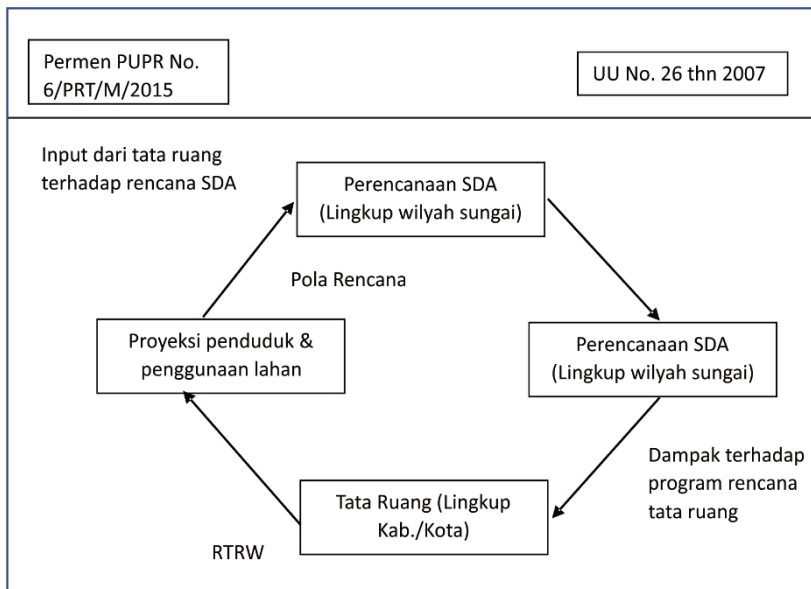 Permen PUPR No.
6/PRT/M/2015
UU No. 26 thn 2007
Input dari tata ruang
terhadap rencana SDA
Perencanaan SDA
(Lingkup wilyah sungai)
Pola Rencana
Proyeksi penduduk &
penggunaan lahan
Perencanaan SDA
(Lingkup wilyah sungai)
Dampak terhadap
program rencana
tata ruang
Tata Ruang (Lingkup
Kab./Kota)
RTRW